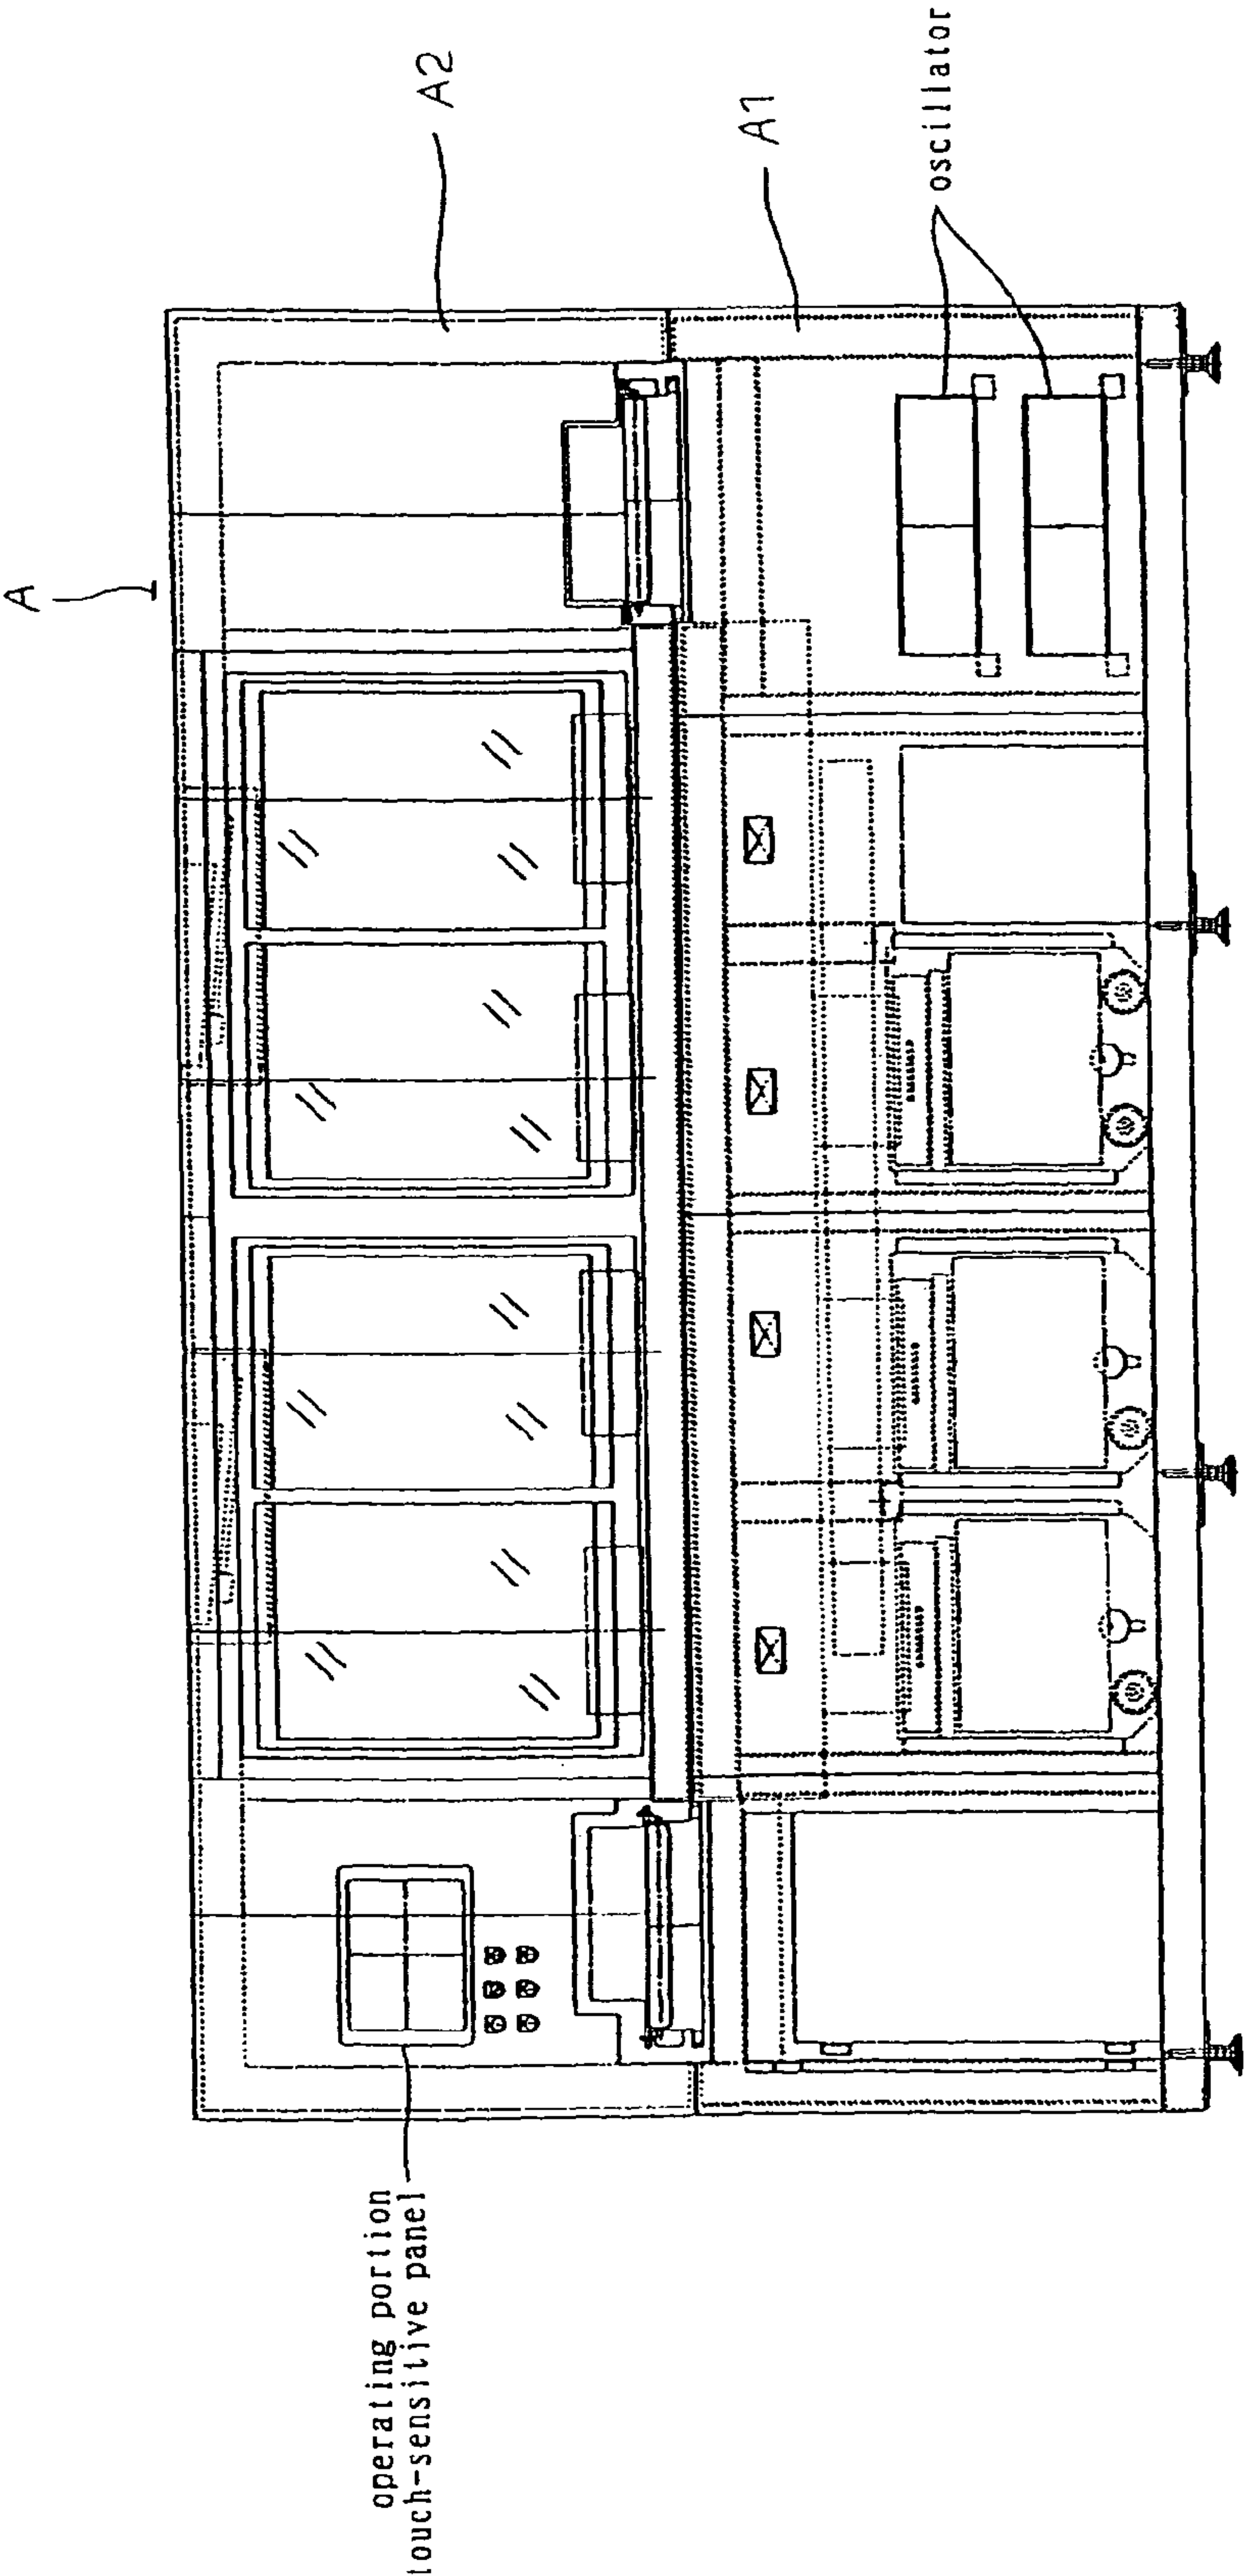 A
A2
A1
oscillator
operating portion
touch-sensitive panel